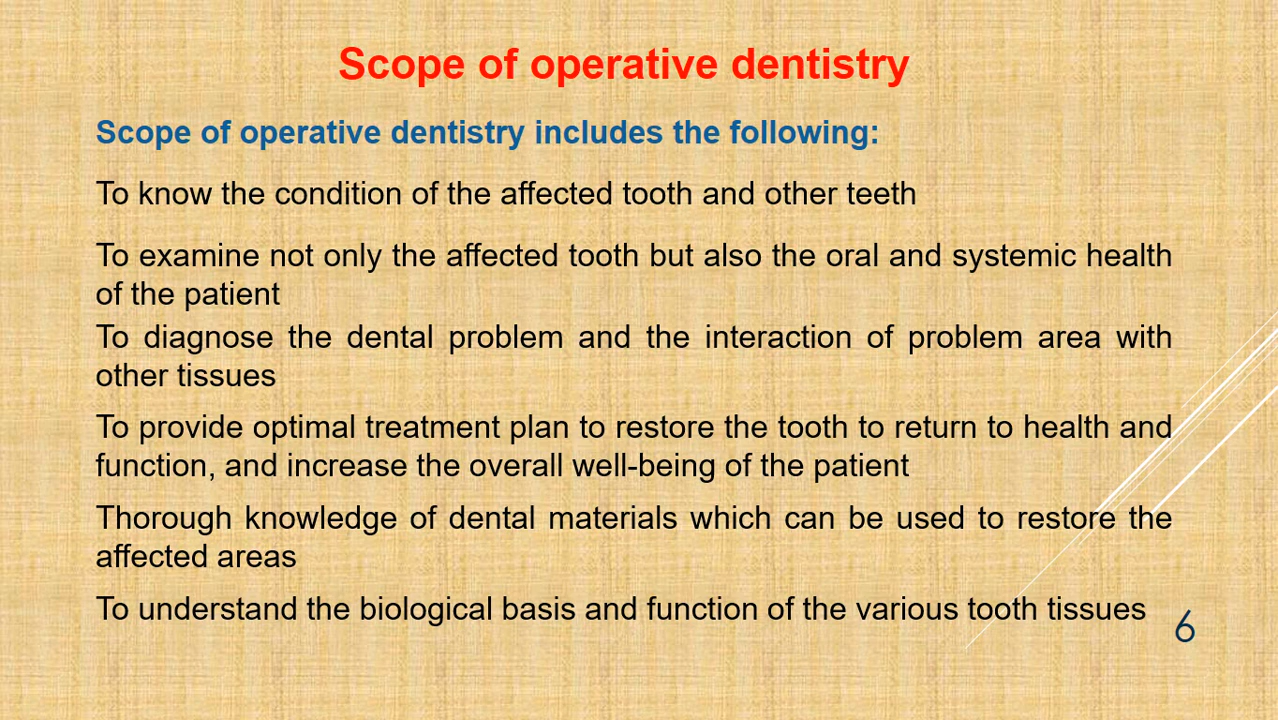 Scope of operative dentistry
Scope of operative dentistry includes the following:
To know the condition of the affected tooth and other teeth
To examine not only the affected tooth but also the oral and systemic health
of the patient
To diagnose the dental problem and the interaction of problem area with
other tissues
To provide optimal treatment plan to restore the tooth to return to health and
function, and increase the overall well-being of the patient
Thorough knowledge of dental materials which can be used to restore the
affected areas
To understand the biological basis and function of the various tooth tissues
6